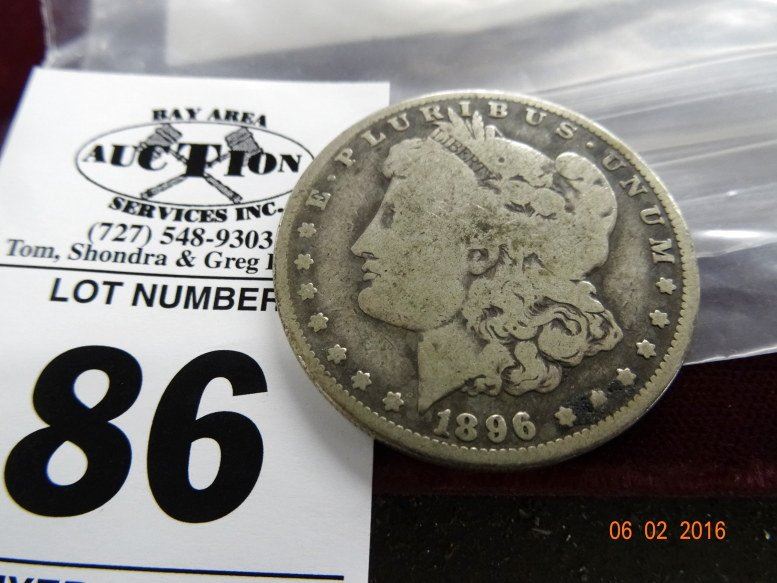 BAY AREA
AUCTION
SERVICES INC.
(727) 548-9303
Tom, Shondra & Greg
LOT NUMBER
86
E · PLURIBUS · UNUM
LIBERTY
1896
06 02 2016